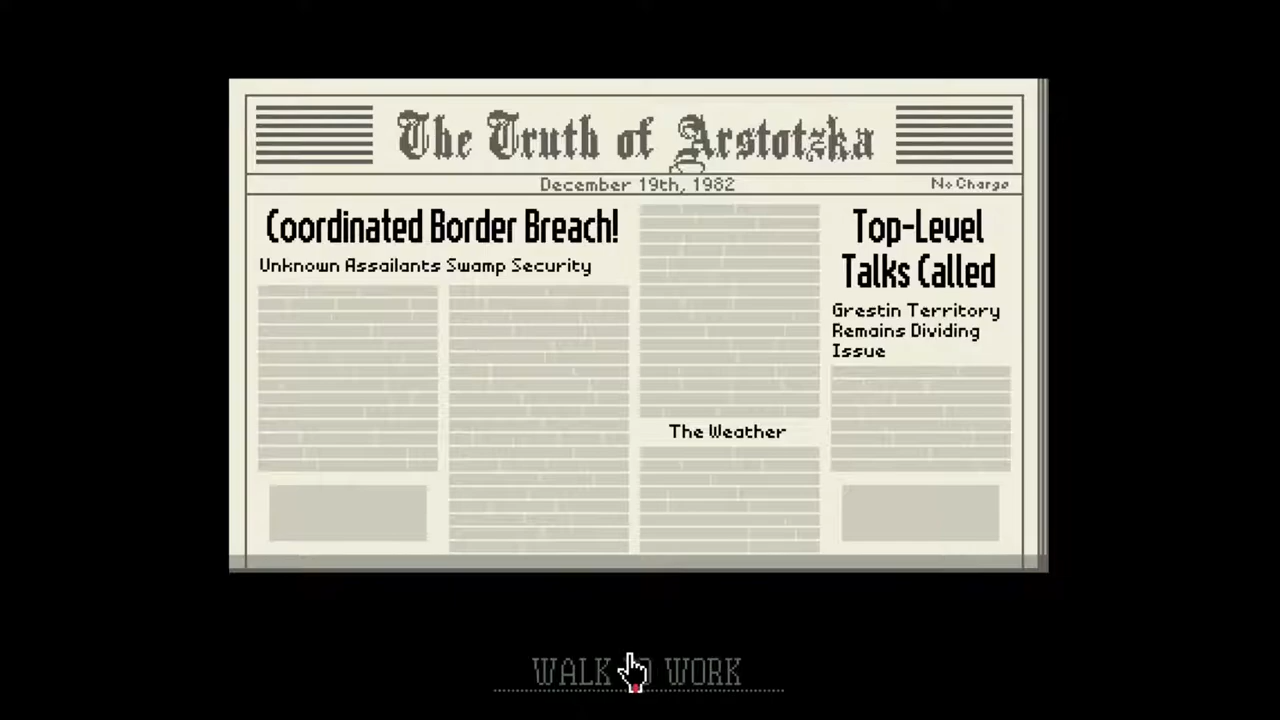 The Truth of Arstotzka
December 19th, 1982
No Charge
Coordinated Border Breach!
Unknown Assailants Swamp Security
The Weather
Top-Level
Talks Called
Grestin Territory
Remains Dividing
Issue
WALK WORK